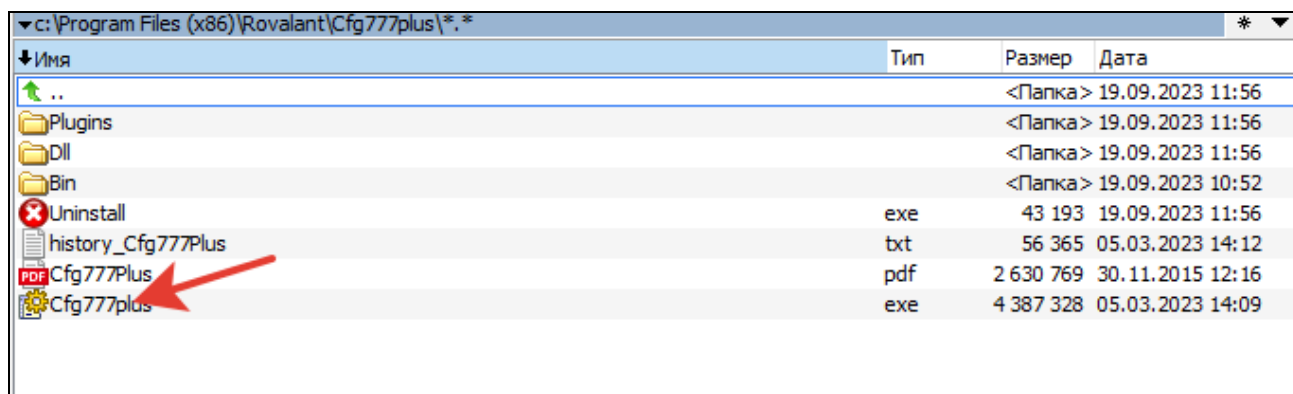 c:\Program Files (x86)\Rovalant\Cfg777plus\*.*
Имя Тип Размер Дата
.. <Папка> 19.09.2023 11:56
Plugins <Папка> 19.09.2023 11:56
Dll <Папка> 19.09.2023 11:56
Bin <Папка> 19.09.2023 10:52
Uninstall exe 43 193 19.09.2023 11:56
history_Cfg777Plus txt 56 365 05.03.2023 14:12
PDF Cfg777Plus pdf 2 630 769 30.11.2015 12:16
Cfg777plus exe 4 387 328 05.03.2023 14:09